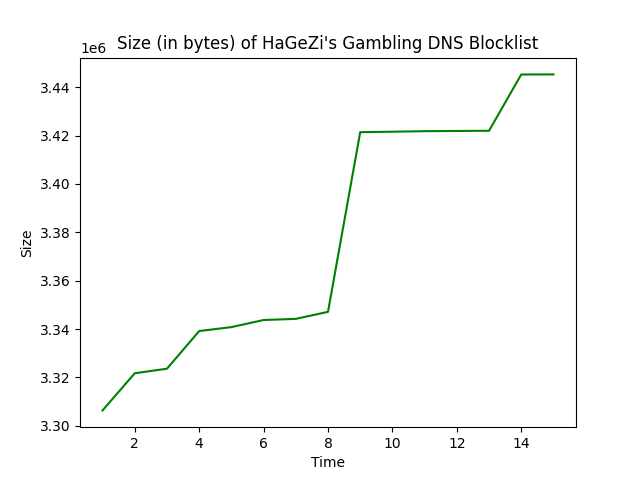 Size (in bytes) of HaGeZi's Gambling DNS Blocklist
1e6
3.44
3.42
3.40
3.38
3.36
3.34
3.32
3.30
Size
2 4 6 8 10 12 14
Time